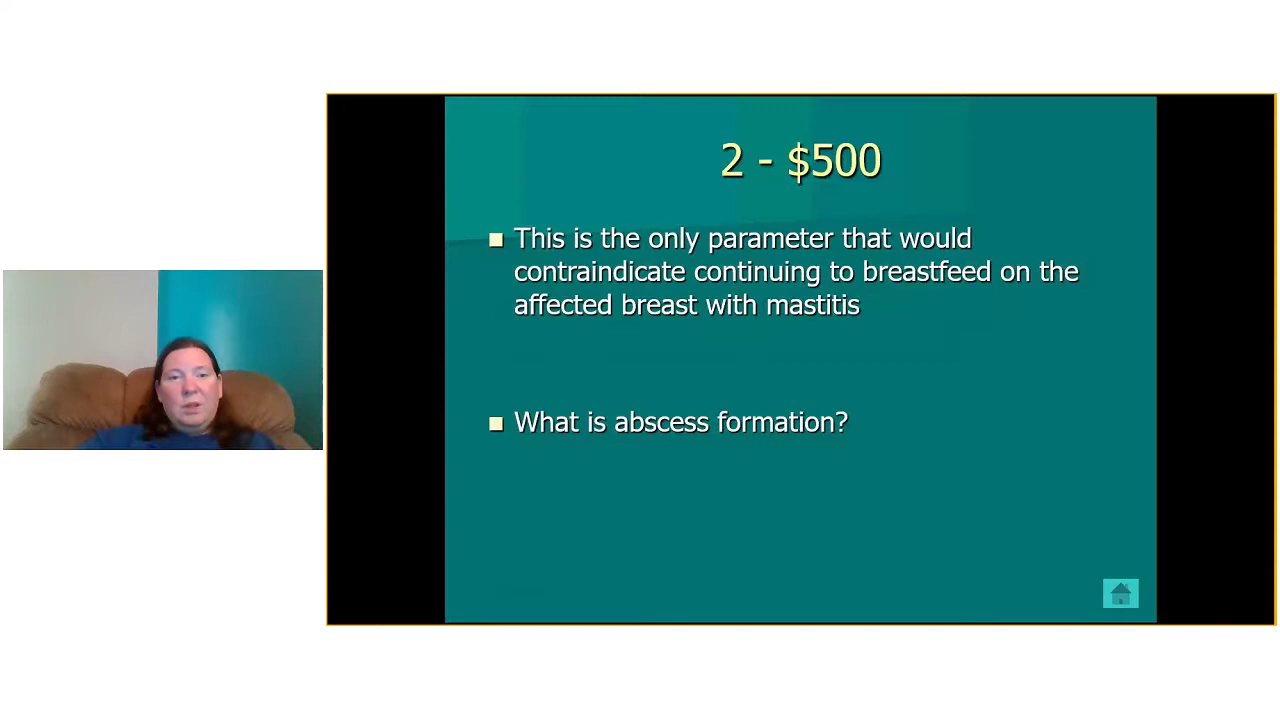 2 - $500
This is the only parameter that would
contraindicate continuing to breastfeed on the
affected breast with mastitis
What is abscess formation?